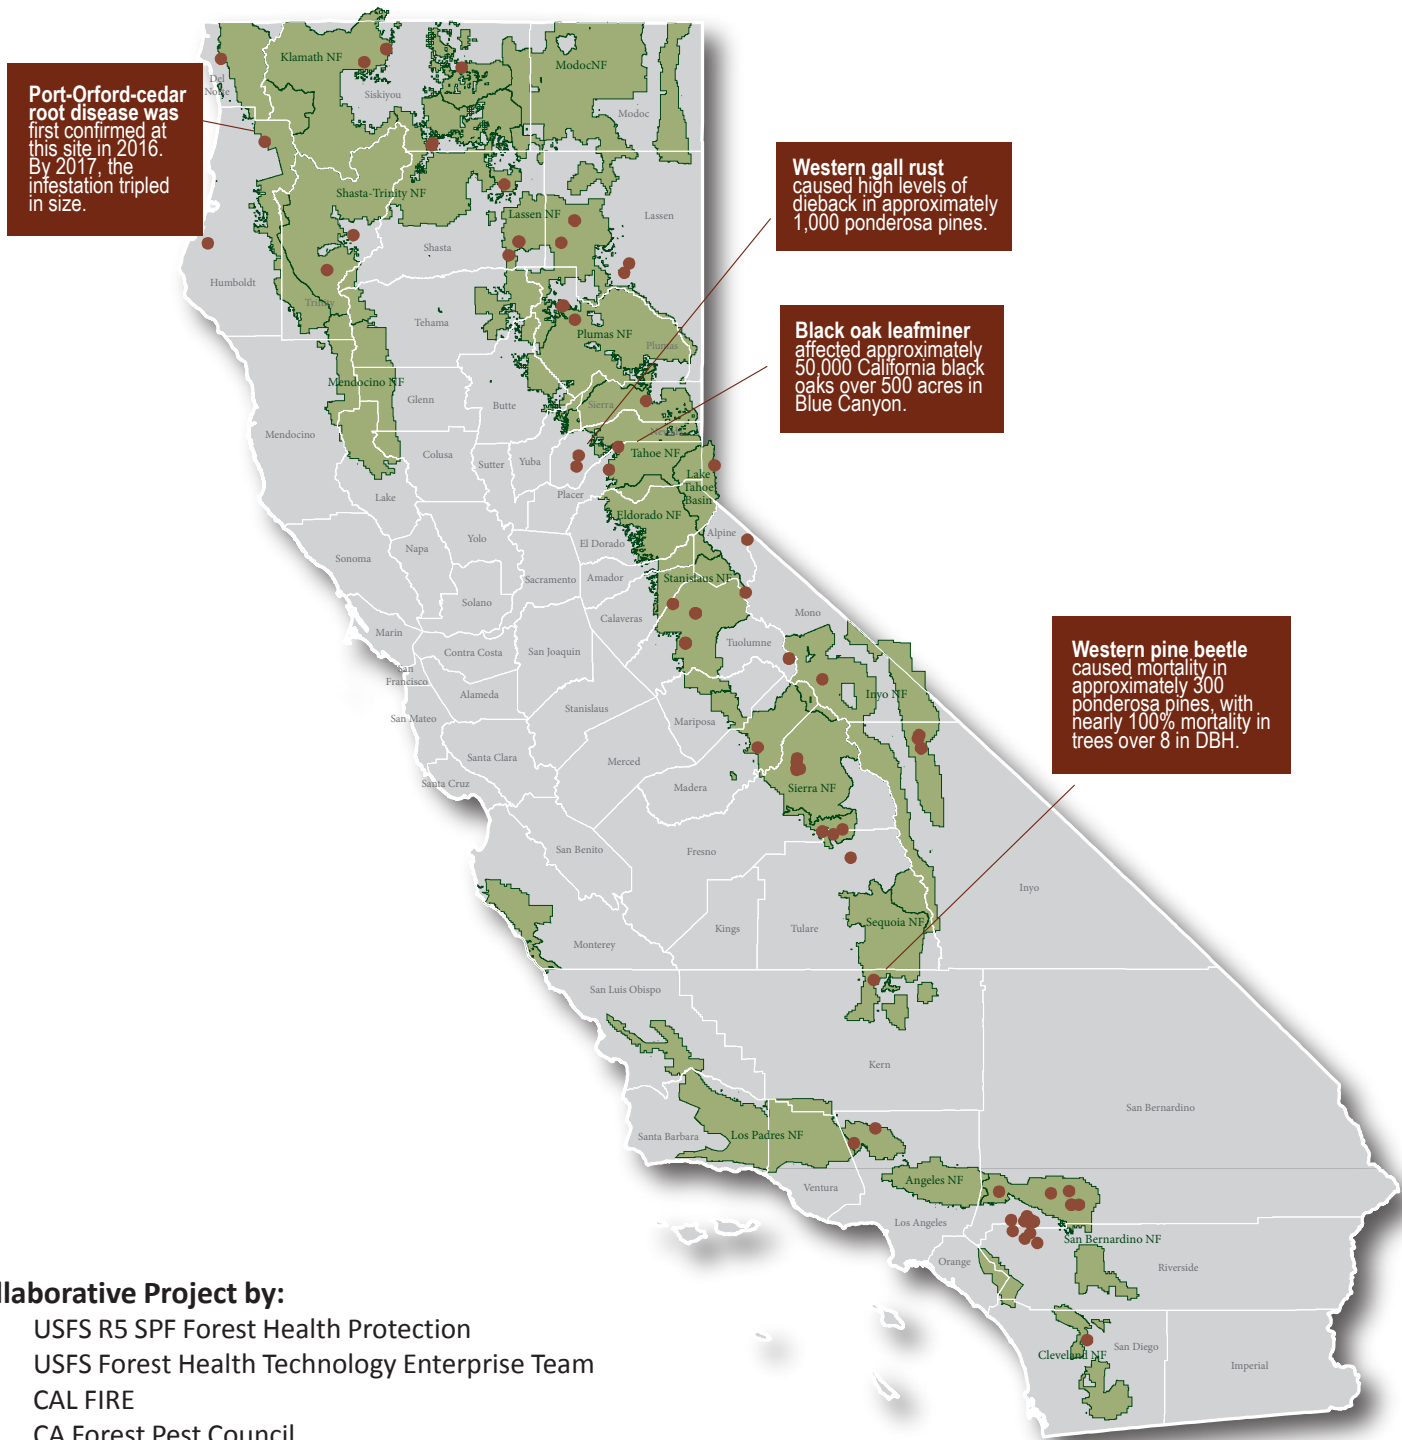 Klamath NF
ModocNF
Del
Norte
Siskiyou
Modoc
Port-Orford-cedar
root disease was
first confirmed at
this site in 2016.
By 2017, the
infestation tripled
in size.
Western gall rust
caused high levels of
dieback in approximately
1,000 ponderosa pines.
Shasta-Trinity NF
Lassen NF
Lassen
Shasta
Humboldt
Trinity
Tehama
Plumas NF
Plumas
Black oak leafminer
affected approximately
50,000 California black
oaks over 500 acres in
Blue Canyon.
Mendocino NF
Glenn
Butte
Sierra
Mendocino
Colusa
Sutter
Yuba
Tahoe NF
Lake
Placer
Lake
Tahoe
Basin
Eldorado NF
Alpine
Yolo
El Dorado
Napa
Sonoma
Sacramento
Amador
Stanislaus NF
Solano
Calaveras
Mono
Marin
Tuolumne
Contra Costa
San Joaquin
San
Francisco
Alameda
Inyo NF
Western pine beetle
caused mortality in
approximately 300
ponderosa pines, with
nearly 100% mortality in
trees over 8 in DBH.
San Mateo
Stanislaus
Mariposa
Santa Clara
Merced
Santa Cruz
Madera
Sierra NF
San Benito
Fresno
Inyo
Kings
Tulare
Sequoia NF
Monterey
San Luis Obispo
Kern
San Bernardino
Santa Barbara
Los Padres NF
Ventura
Angeles NF
Los Angeles
San Bernardino NF
Orange
Riverside
Cleveland NF
San Diego
Imperial
llaborative Project by:
USFS R5 SPF Forest Health Protection
USFS Forest Health Technology Enterprise Team
CAL FIRE
CA Forest Pest Council